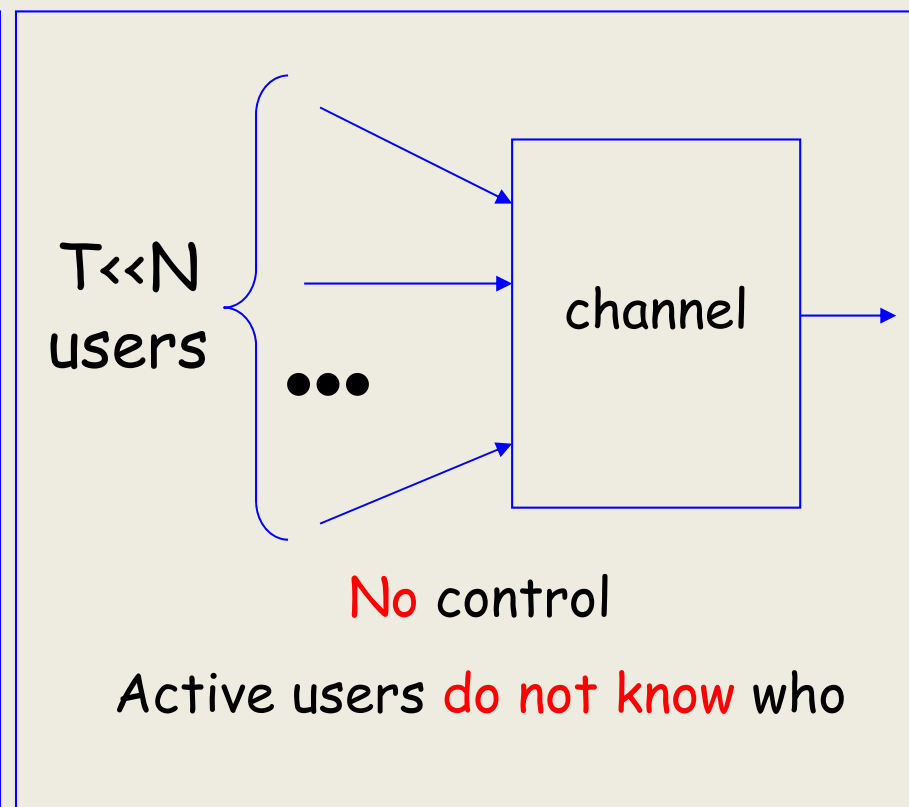 T<<N
users
channel
•••
No control
Active users do not know who